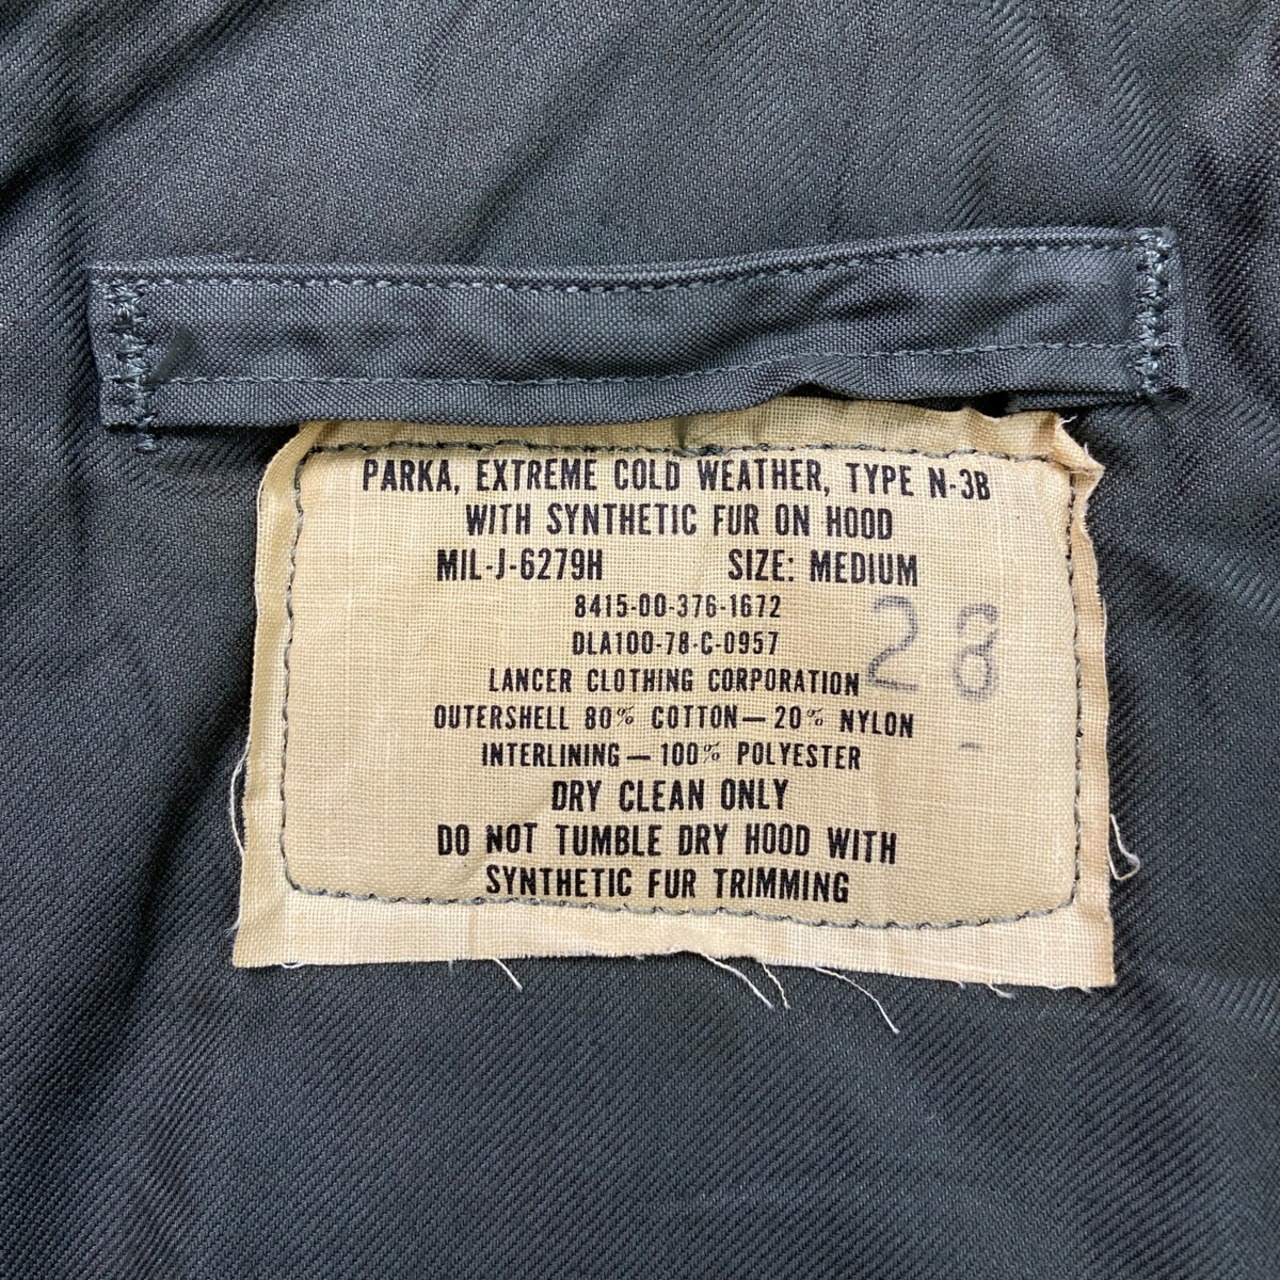 PARKA, EXTREME COLD WEATHER, TYPE N-3B
WITH SYNTHETIC FUR ON HOOD
MIL-J-6279H SIZE: MEDIUM
8415-00-376-1672
DLA100-78-C-0957
28
LANCER CLOTHING CORPORATION
OUTERSHELL 80% COTTON — 20% NYLON
INTERLINING — 100% POLYESTER
DRY CLEAN ONLY
DO NOT TUMBLE DRY HOOD WITH
SYNTHETIC FUR TRIMMING